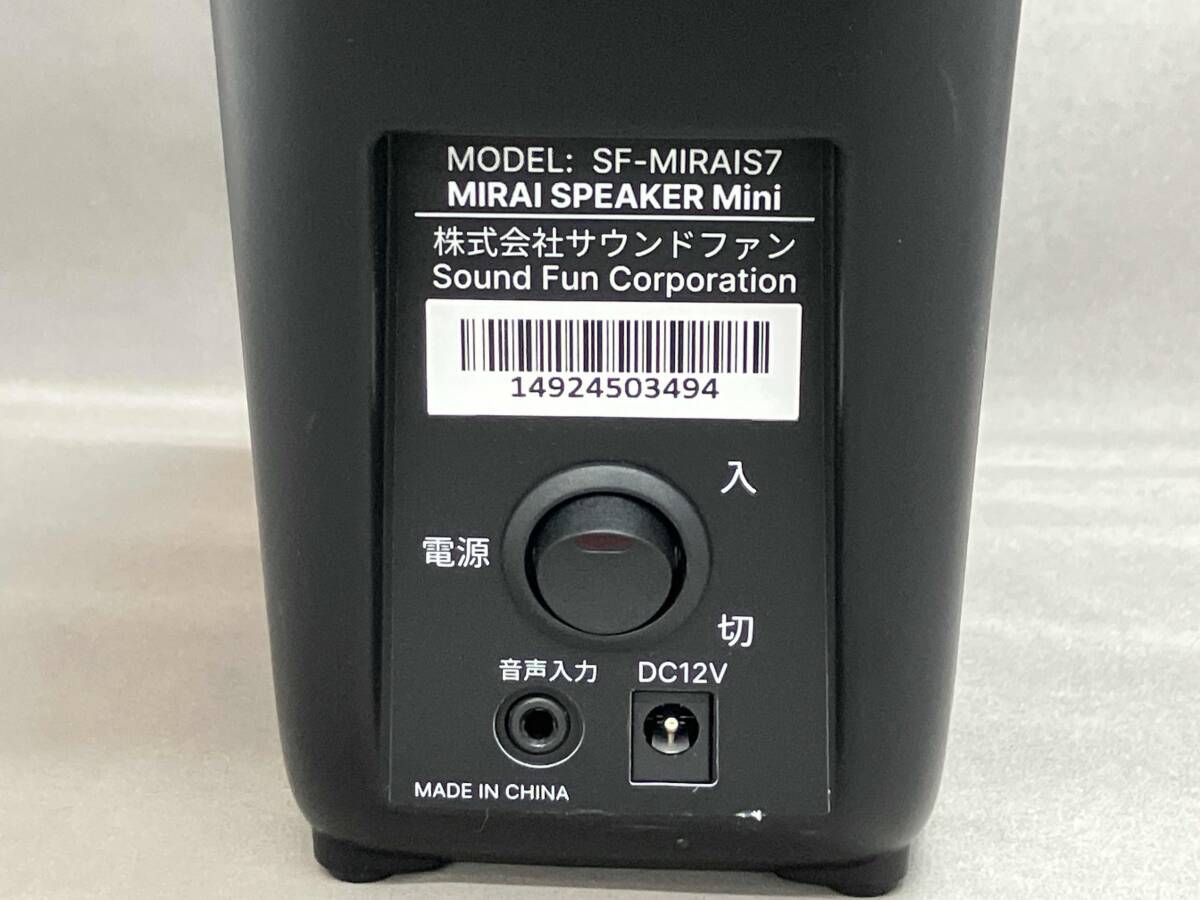 MODEL: SF-MIRAIS7
MIRAI SPEAKER Mini
株式会社サウンドファン
Sound Fun Corporation
14924503494
入
電源
切
音声入力 DC12V
MADE IN CHINA